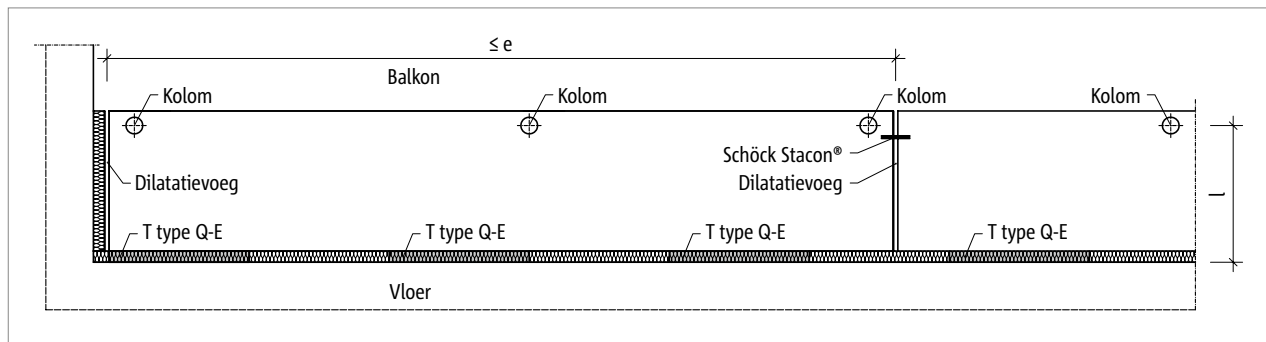 ≤ e
Balkon
Kolom
Kolom
Kolom
Kolom
Schöck Stacon®
Dilatatievoeg
Dilatatievoeg
l
T type Q-E
T type Q-E
T type Q-E
T type Q-E
Vloer